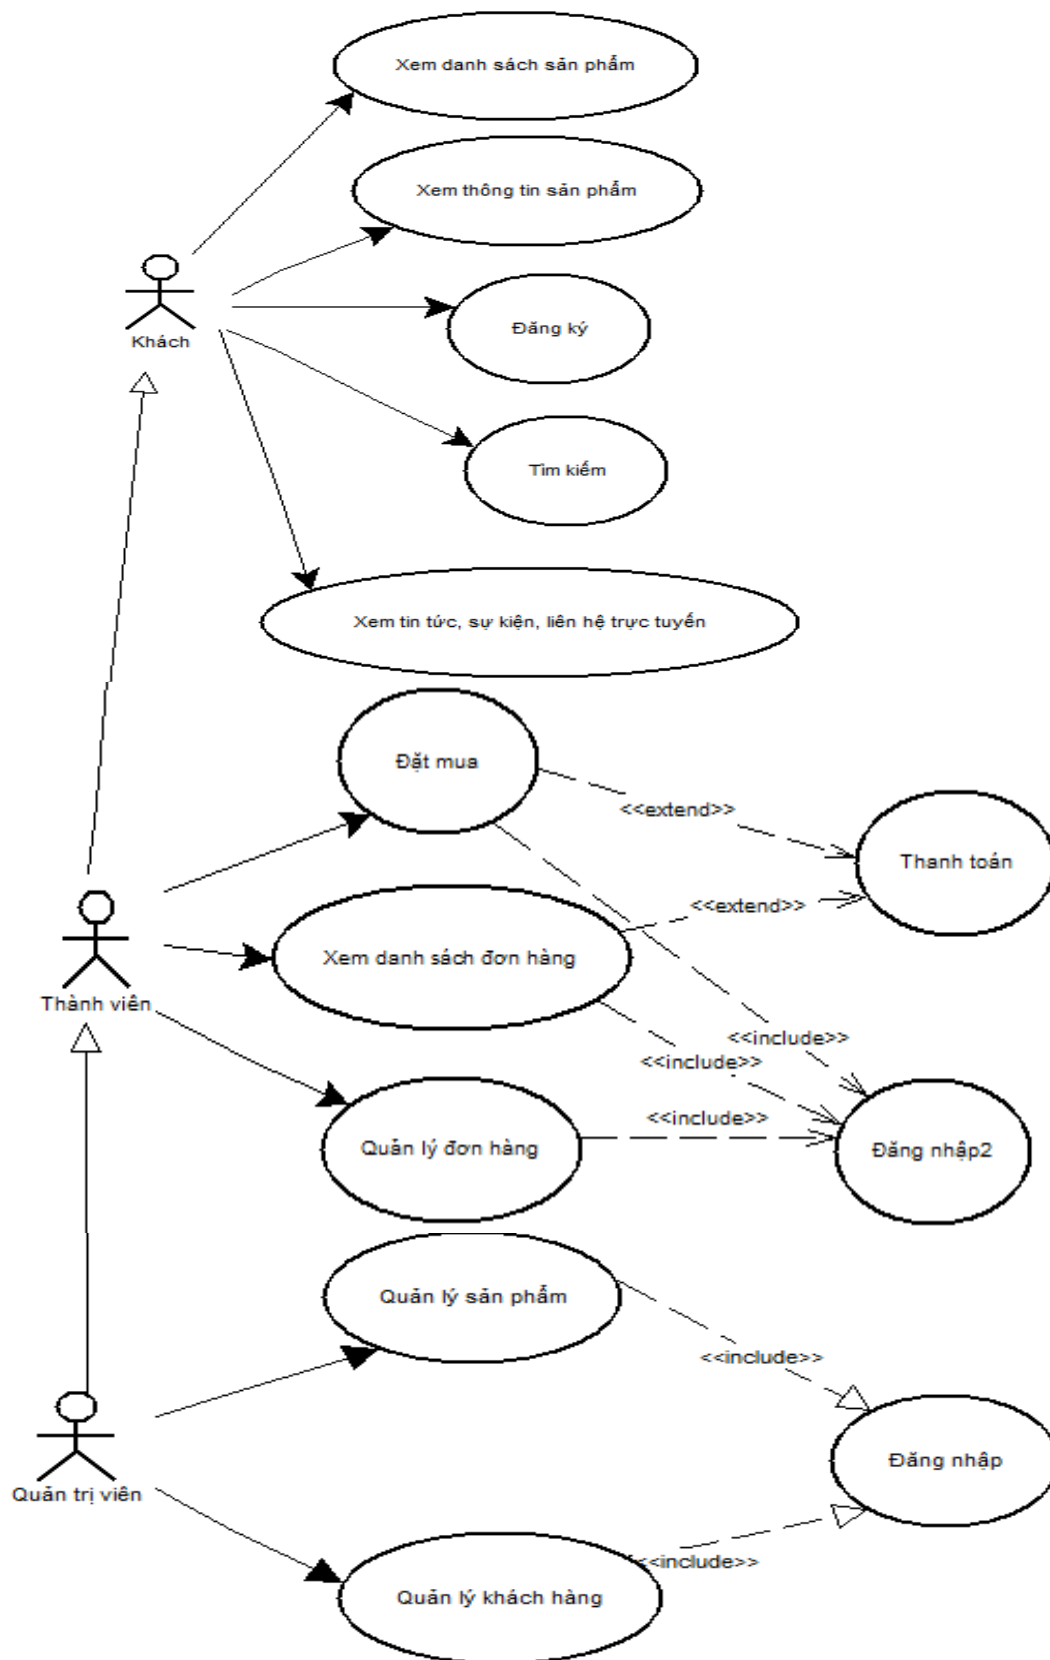 Xem danh sách sản phẩm
Xem thông tin sản phẩm
Đăng ký
Khách
Tìm kiếm
Xem tin tức, sự kiện, liên hệ trực tuyến
Đặt mua
<<extend>>
Thanh toán
<<extend>>
Xem danh sách đơn hàng
Thành viên
<<include>>
<<include>>
<<include>>
Quản lý đơn hàng
Đăng nhập2
Quản lý sản phẩm
<<include>>
Đăng nhập
Quản trị viên
<<include>>
Quản lý khách hàng